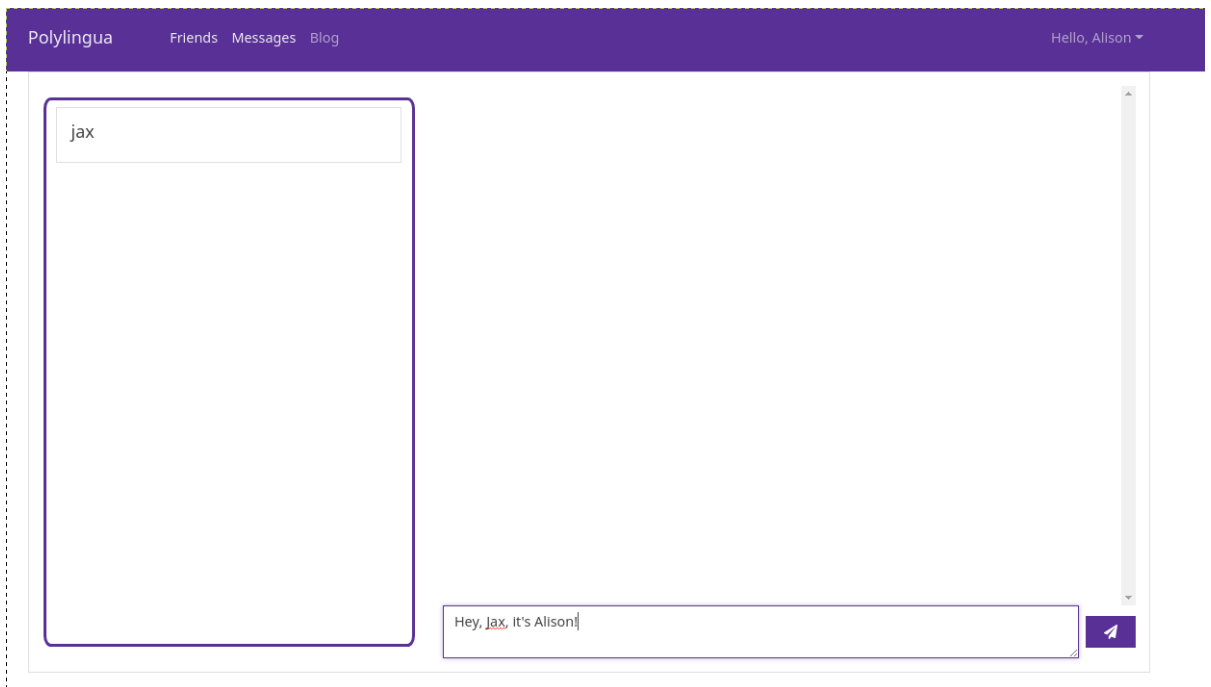 Polylingua Friends Messages Blog Hello, Alison
jax
Hey, Jax, it's Alison!